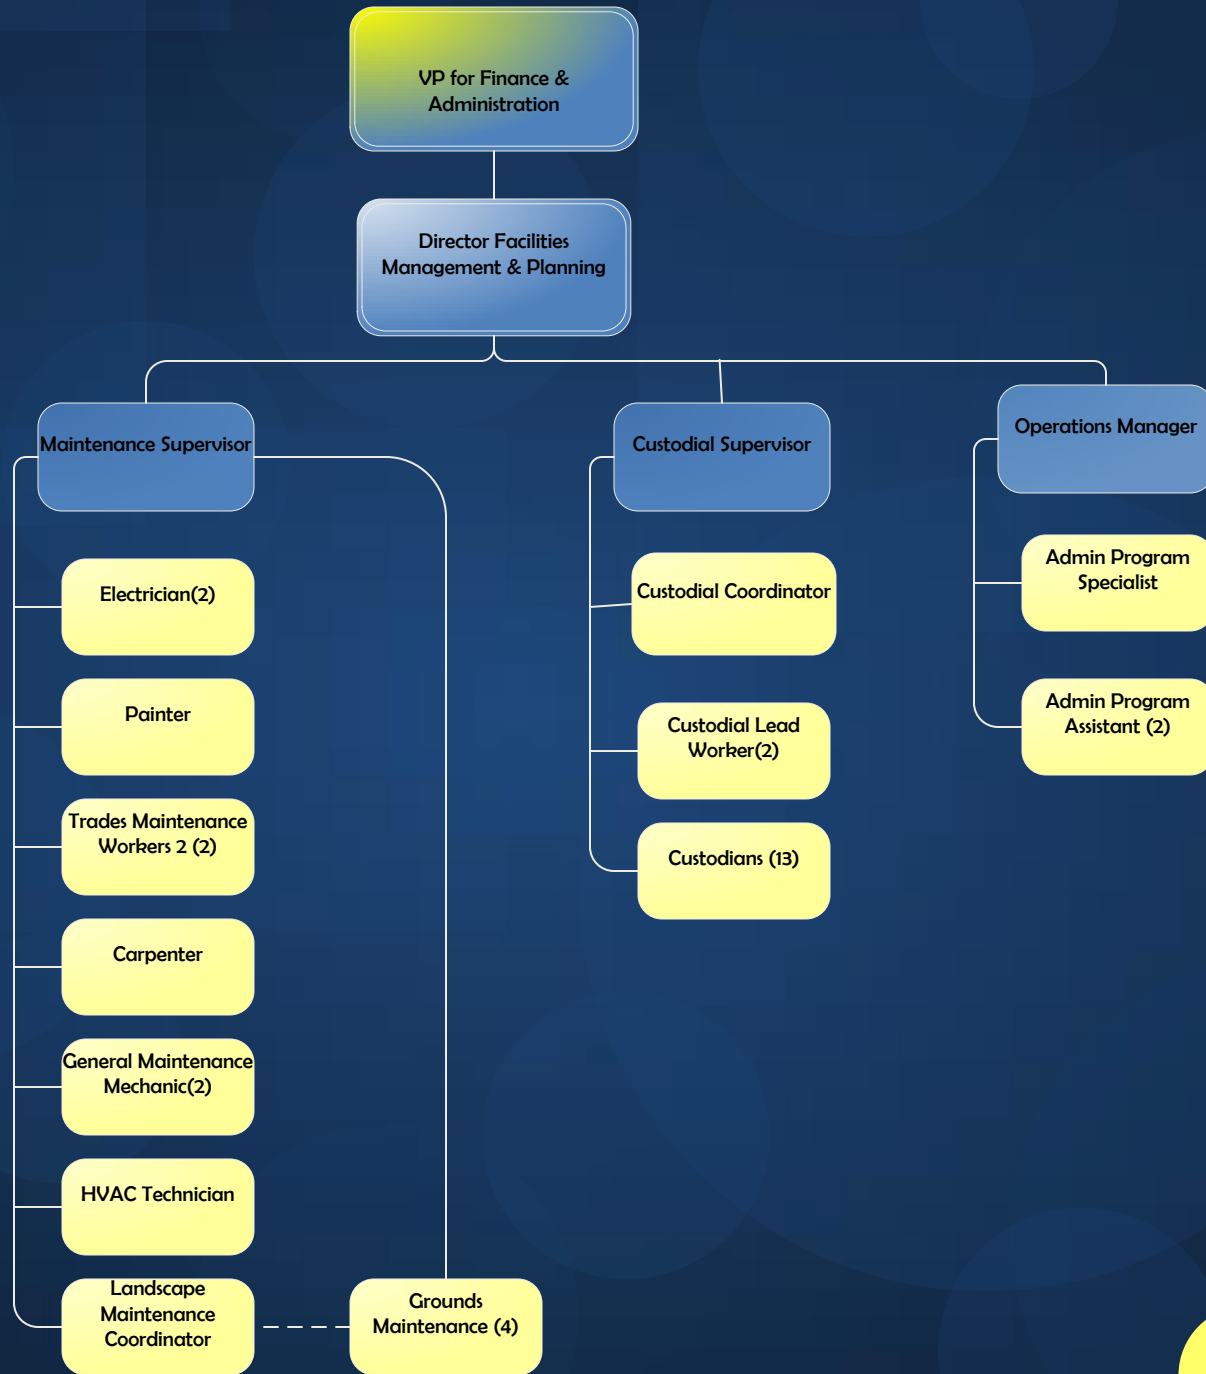 VP for Finance &
Administration
Director Facilities
Management & Planning
Maintenance Supervisor
Custodial Supervisor
Operations Manager
Electrician(2)
Painter
Trades Maintenance
Workers 2 (2)
Carpenter
General Maintenance
Mechanic(2)
HVAC Technician
Landscape
Maintenance
Coordinator
Grounds
Maintenance (4)
Custodial Coordinator
Custodial Lead
Worker(2)
Custodians (13)
Admin Program
Specialist
Admin Program
Assistant (2)